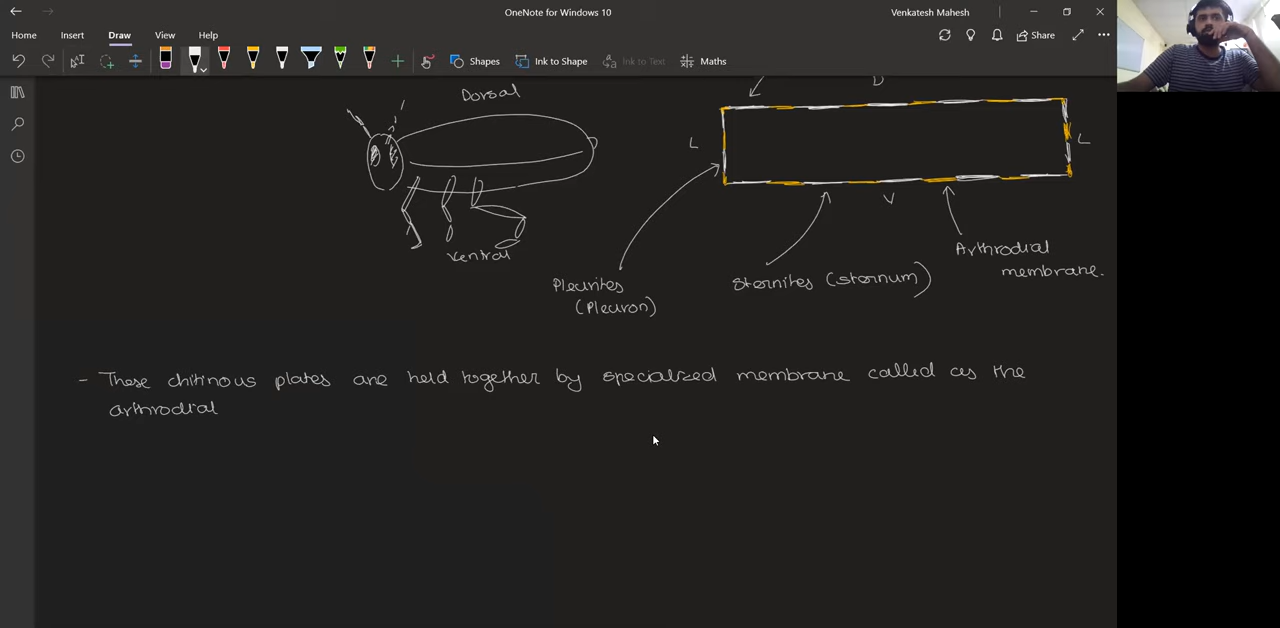 OneNote for Windows 10
Venkatesh Mahesh
Home Insert Draw View Help
Share
Shapes
Ink to Shape
Ink to Text
Maths
Dorsal
D
L
L
V
Ventral
Arthrodial
membrane.
Pleurites
(Pleuron)
Sternites (sternum)
- These chitinous plates are held together by specialized membrane called as the
arthrodial